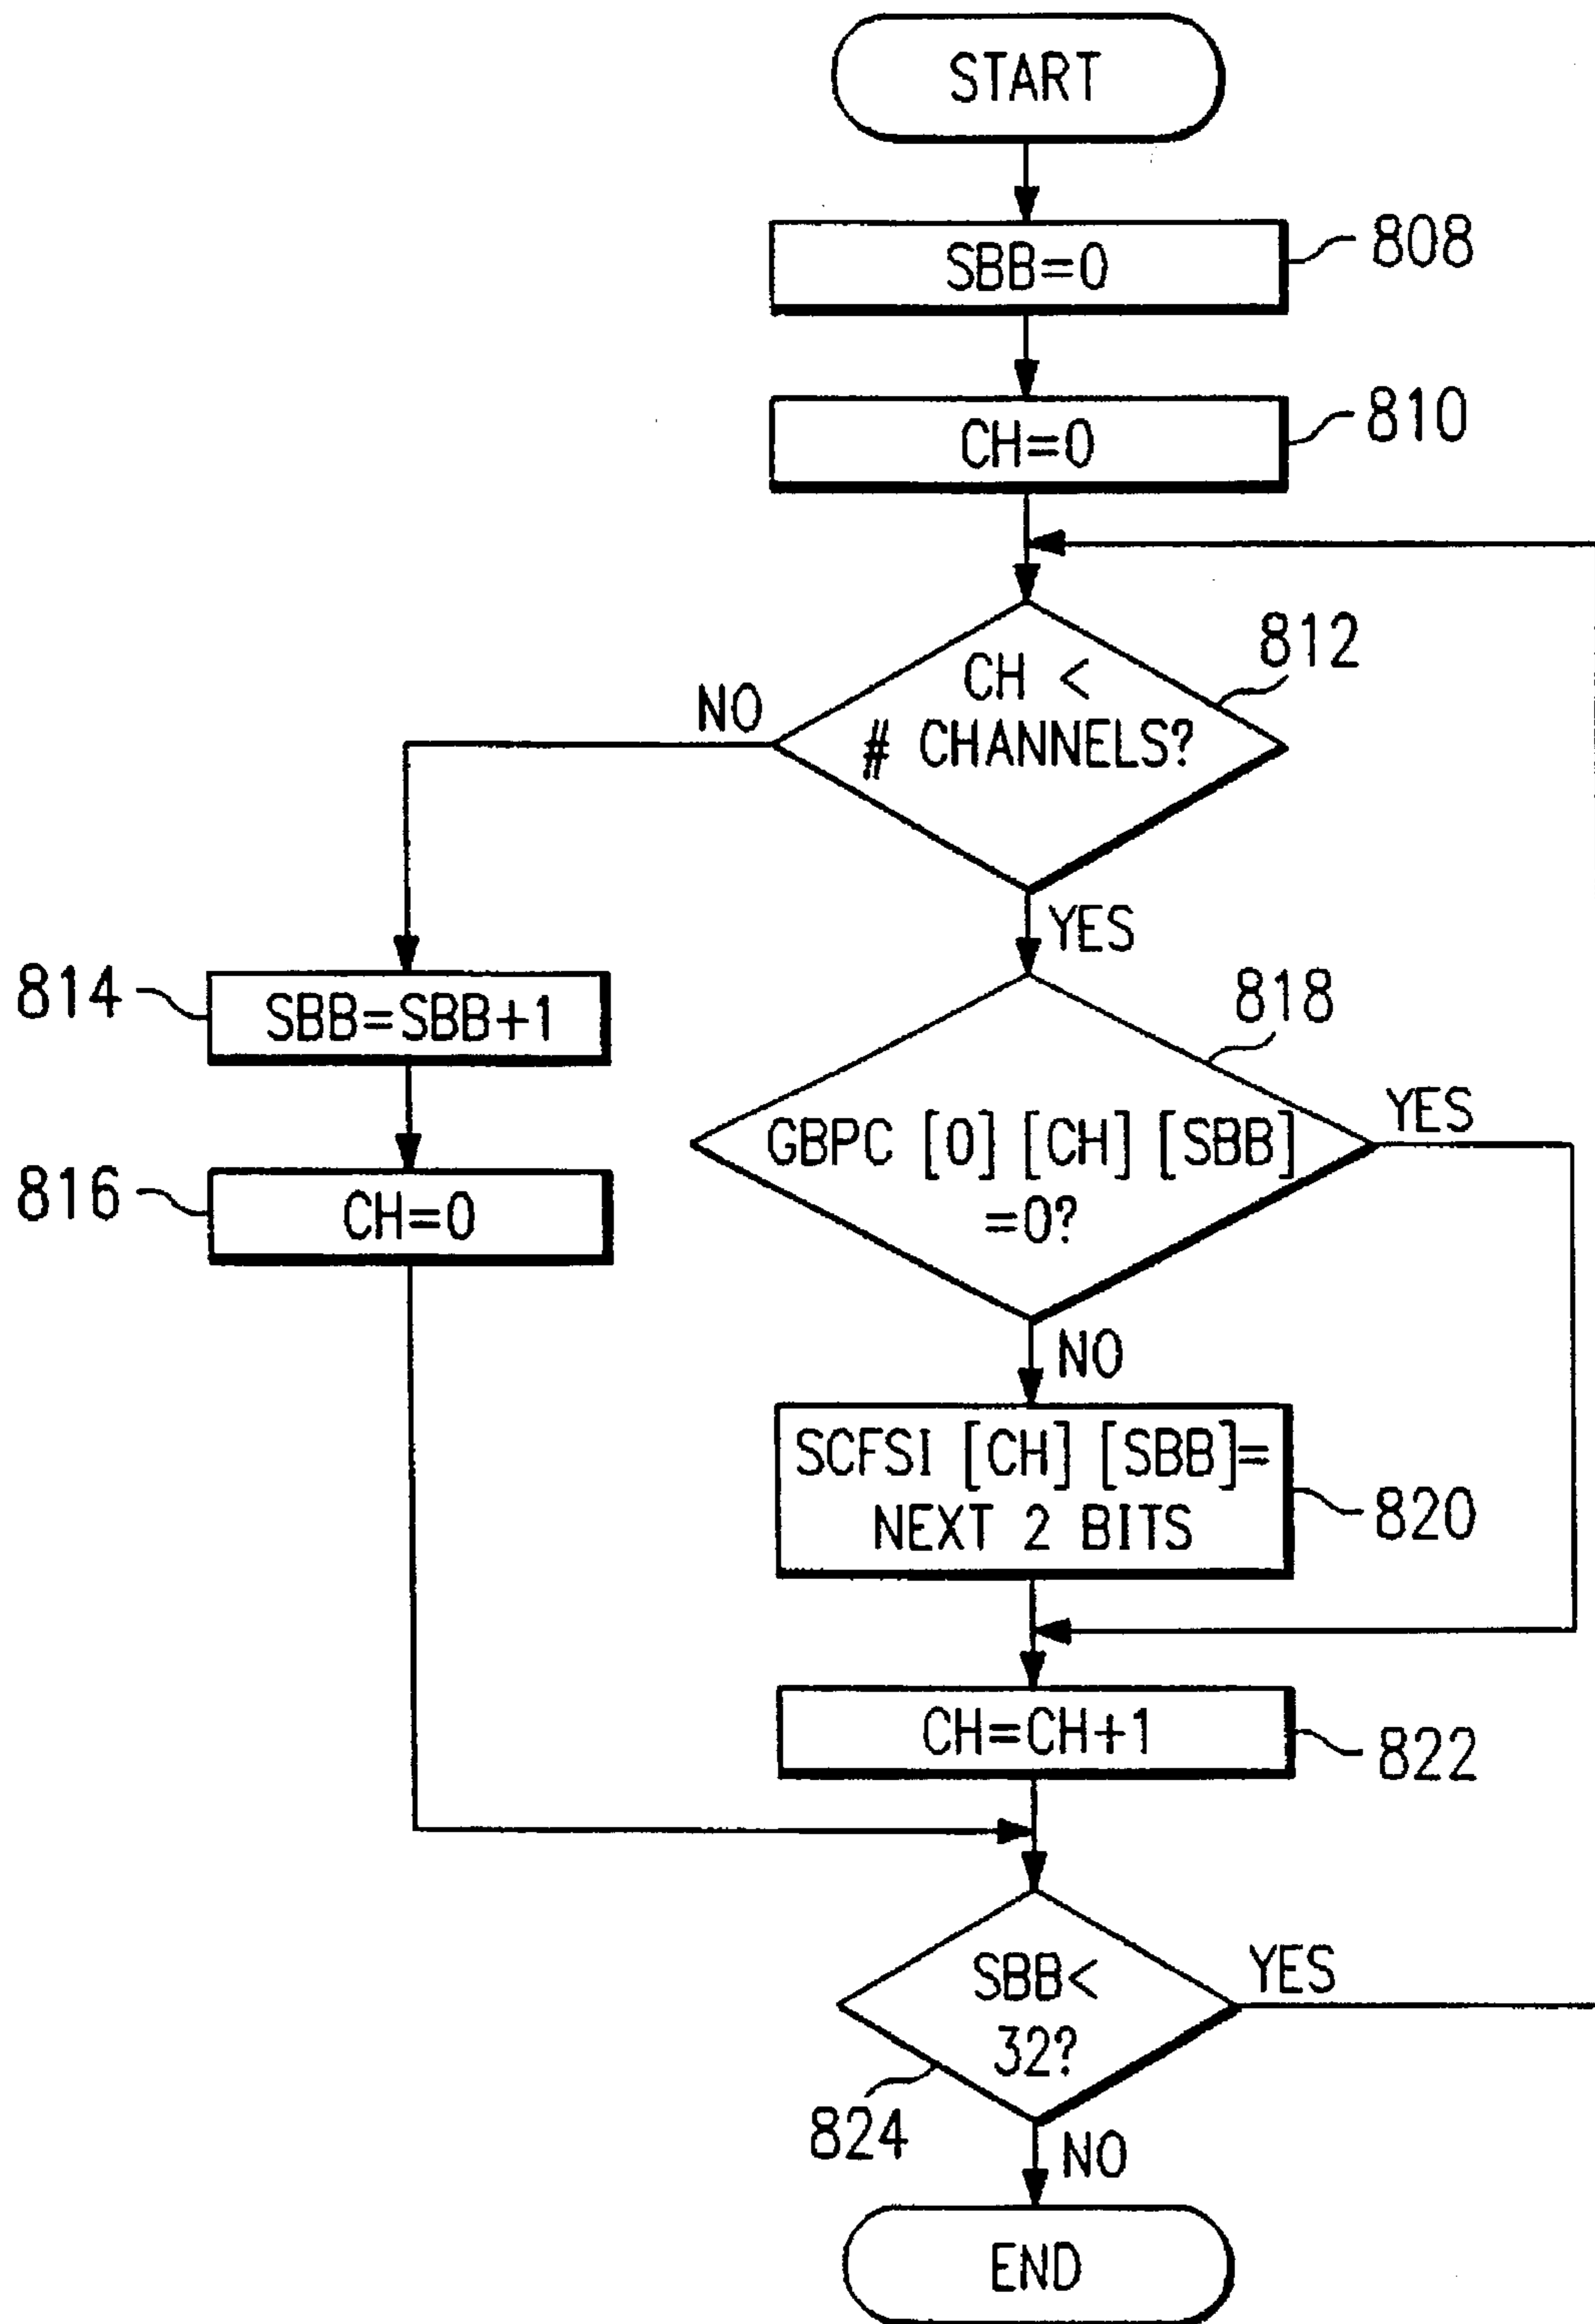 START
SBB=0
808
CH=0
810
CH <
# CHANNELS?
812
NO
YES
814
SBB=SBB+1
816
CH=0
818
GBPC [0] [CH] [SBB]
=0?
YES
NO
SCFSI [CH] [SBB]=
NEXT 2 BITS
820
CH=CH+1
822
SBB<
32?
YES
824
NO
END